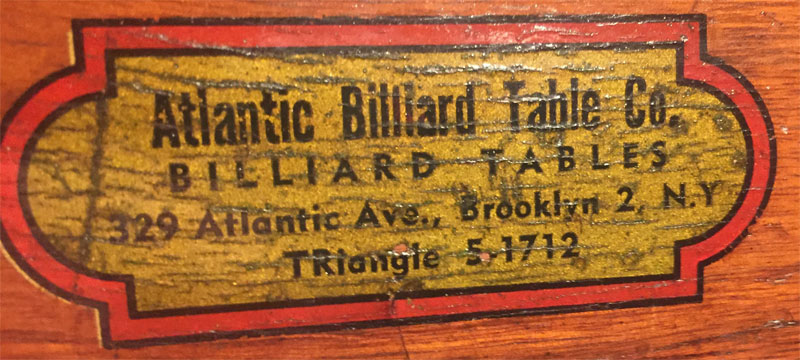 Atlantic Billiard Table Co.
BILLIARD TABLES
329 Atlantic Ave., Brooklyn 2, N.Y
TRiangle 5-1712